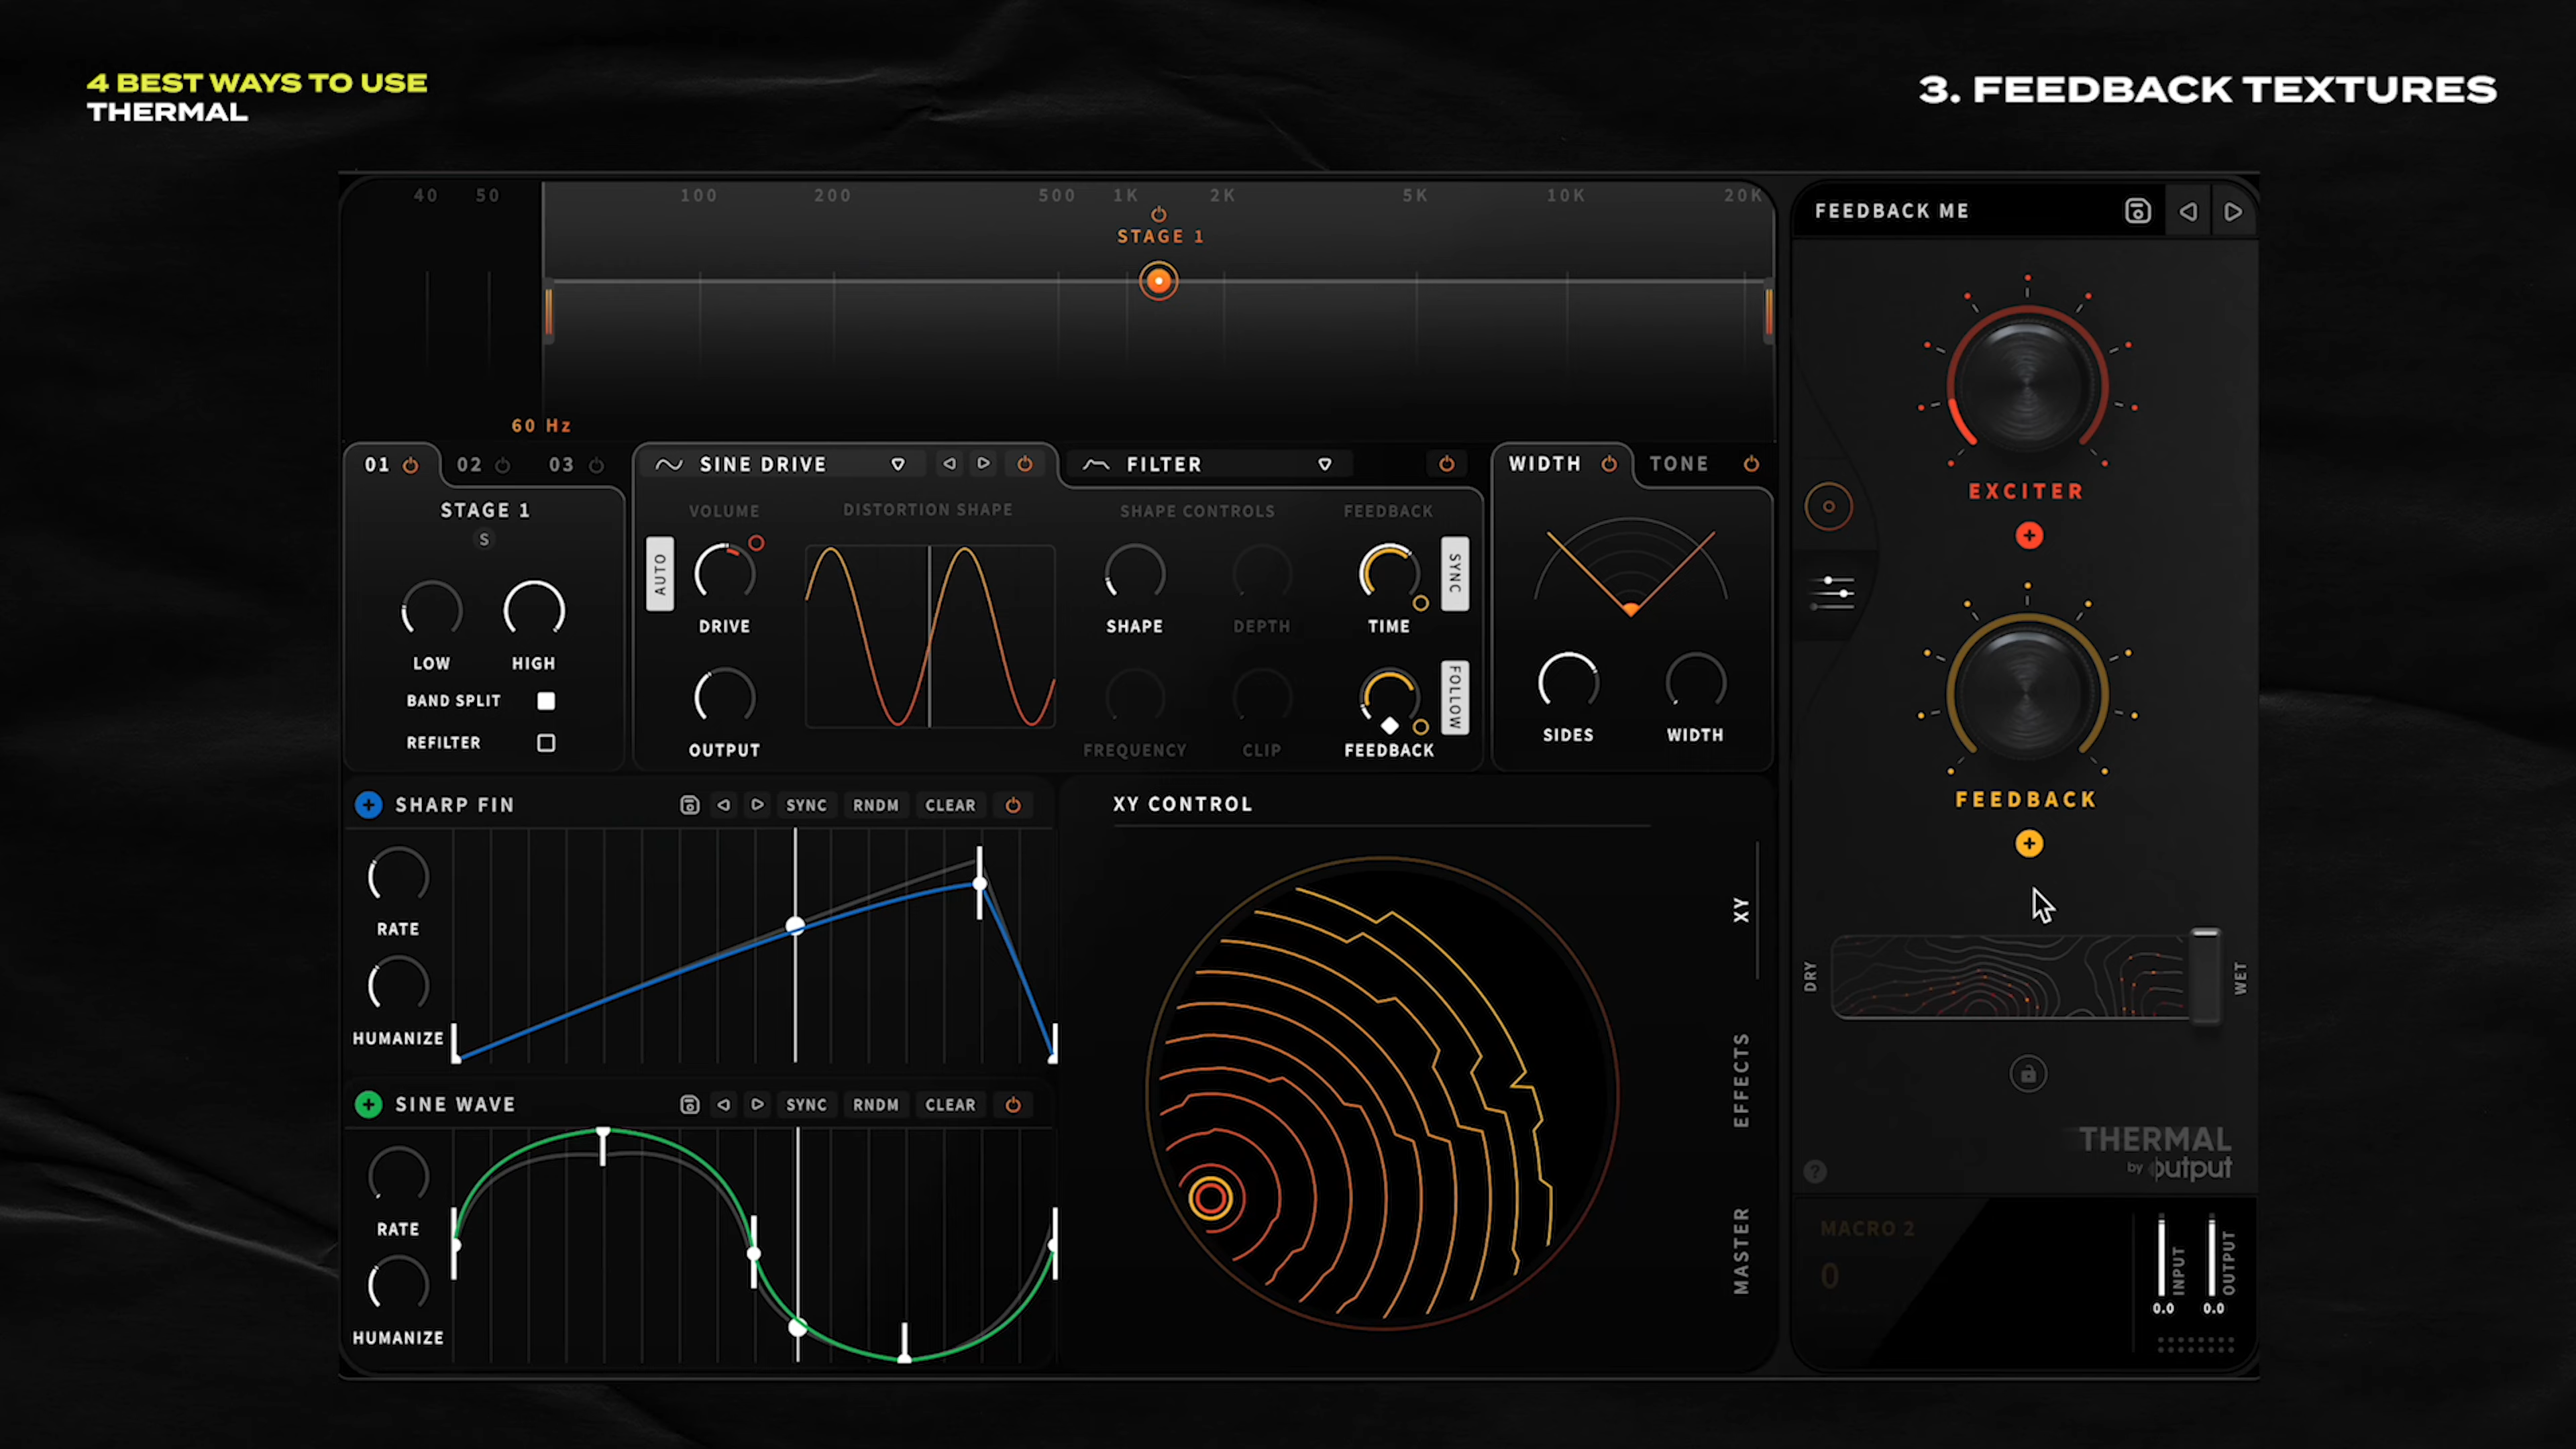 4 BEST WAYS TO USE
THERMAL
3. FEEDBACK TEXTURES
40 50 100 200 500 1K 2K 5K 10K 20K
STAGE 1
60 Hz
FEEDBACK ME
EXCITER
FEEDBACK
DRY
WET
THERMAL
by output
?
MACRO 2
0
INPUT
OUTPUT
0.0 0.0
01 02 03
STAGE 1
S
LOW HIGH
BAND SPLIT
REFILTER
SINE DRIVE
FILTER
VOLUME DISTORTION SHAPE SHAPE CONTROLS FEEDBACK
AUTO
SYNC
DRIVE SHAPE DEPTH TIME
FOLLOW
OUTPUT FREQUENCY CLIP FEEDBACK
WIDTH TONE
SIDES WIDTH
SHARP FIN SYNC RNDM CLEAR
RATE
HUMANIZE
SINE WAVE SYNC RNDM CLEAR
RATE
HUMANIZE
XY CONTROL
XY
EFFECTS
MASTER